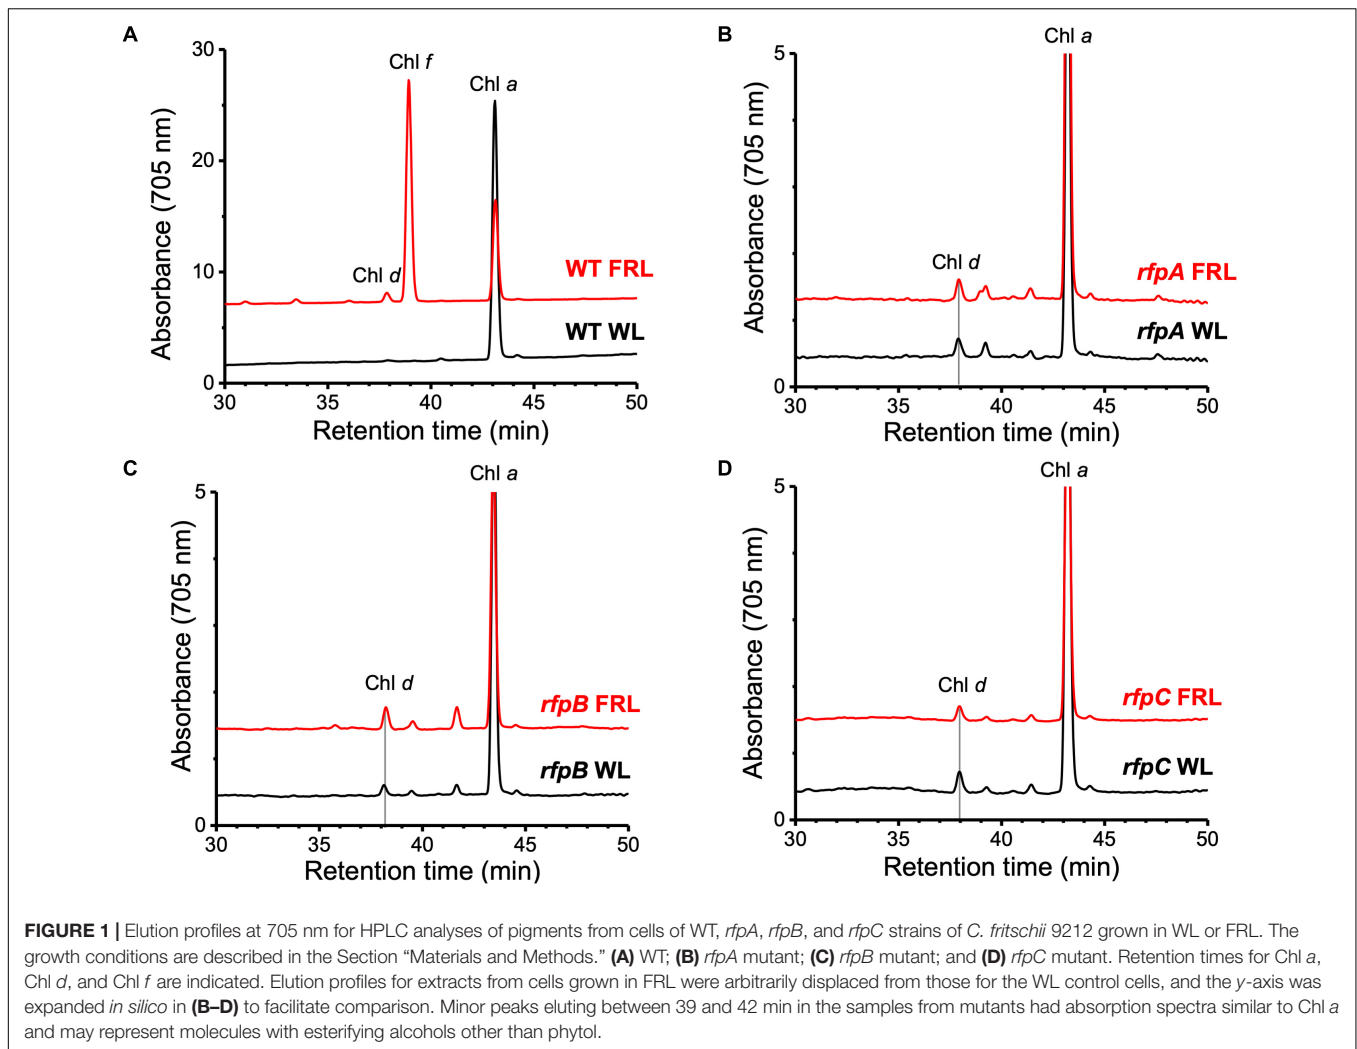 A
30
20
10
0
Absorbance (705 nm)
Chl f
Chl a
Chl d
WT FRL
WT WL
30 35 40 45 50
Retention time (min)
B
5
0
Absorbance (705 nm)
Chl a
Chl d
rfpA FRL
rfpA WL
30 35 40 45 50
Retention time (min)
C
5
0
Absorbance (705 nm)
Chl a
Chl d
rfpB FRL
rfpB WL
30 35 40 45 50
Retention time (min)
D
5
0
Absorbance (705 nm)
Chl a
Chl d
rfpC FRL
rfpC WL
30 35 40 45 50
Retention time (min)
FIGURE 1 | Elution profiles at 705 nm for HPLC analyses of pigments from cells of WT, rfpA, rfpB, and rfpC strains of C. fritschii 9212 grown in WL or FRL. The
growth conditions are described in the Section “Materials and Methods.” (A) WT; (B) rfpA mutant; (C) rfpB mutant; and (D) rfpC mutant. Retention times for Chl a,
Chl d, and Chl f are indicated. Elution profiles for extracts from cells grown in FRL were arbitrarily displaced from those for the WL control cells, and the y-axis was
expanded in silico in (B–D) to facilitate comparison. Minor peaks eluting between 39 and 42 min in the samples from mutants had absorption spectra similar to Chl a
and may represent molecules with esterifying alcohols other than phytol.